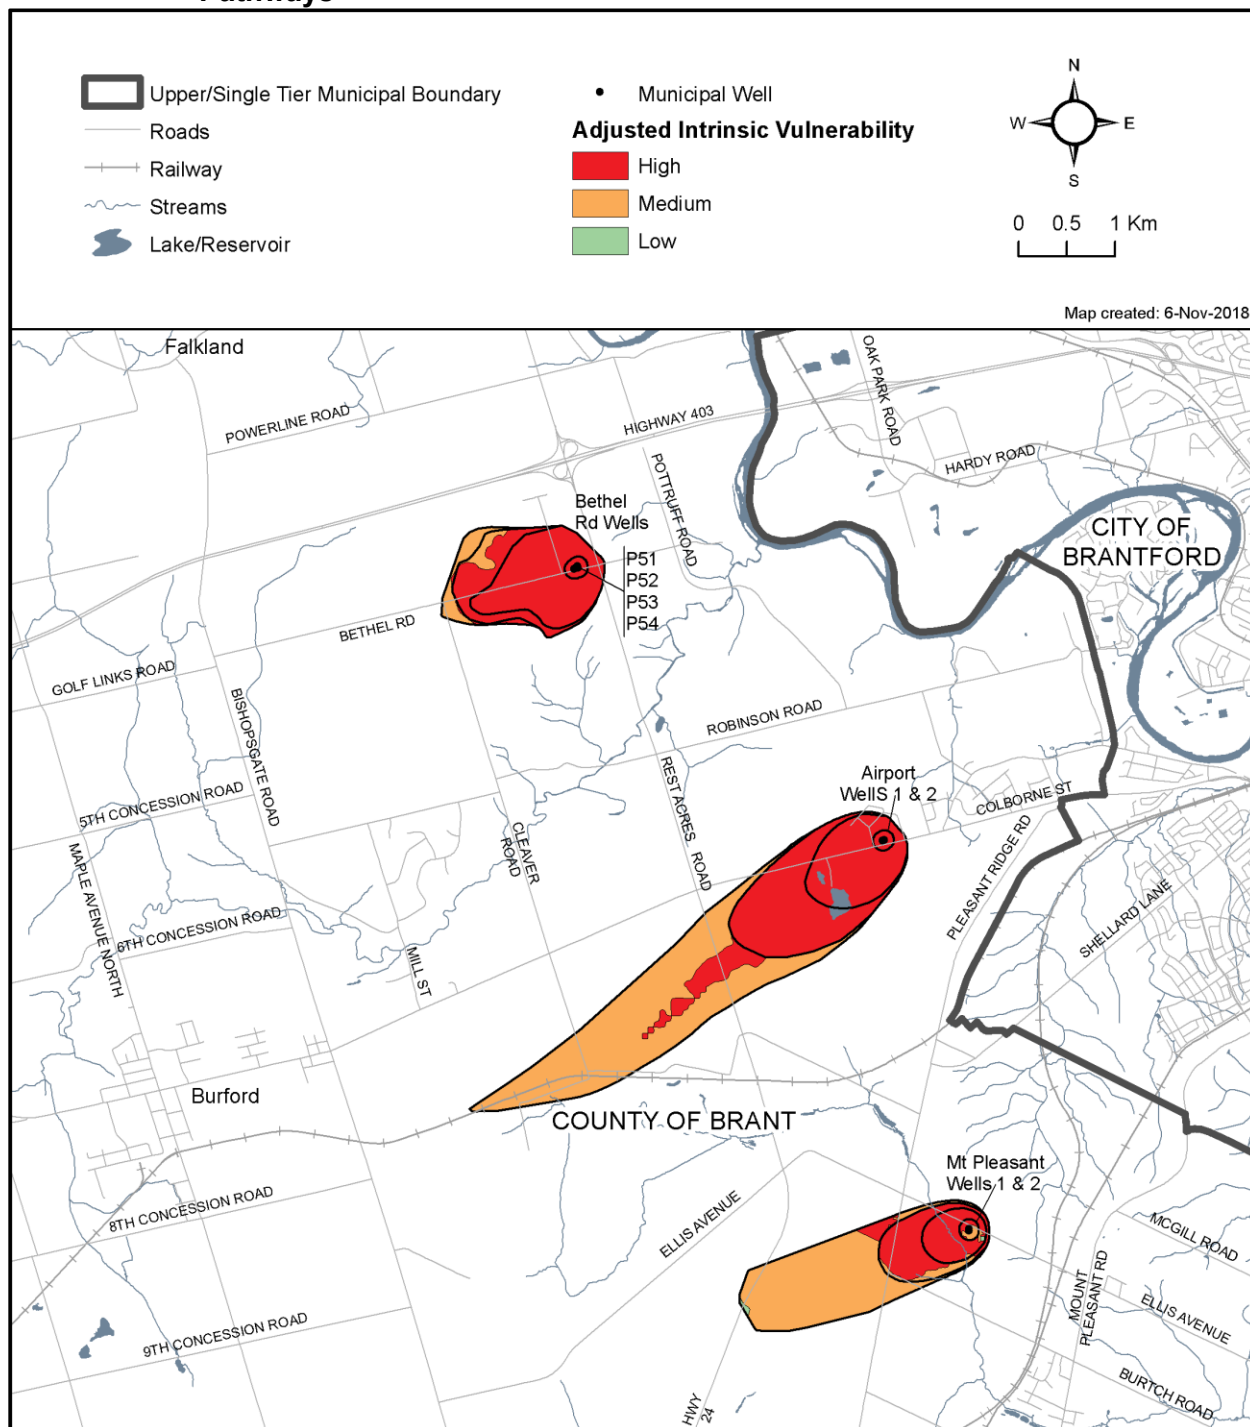 Pathways
Upper/Single Tier Municipal Boundary
Roads
Railway
Streams
Lake/Reservoir
Municipal Well
Adjusted Intrinsic Vulnerability
High
Medium
Low
N
W
E
S
0 0.5 1 Km
Map created: 6-Nov-2018
Falkland
POWERLINE ROAD
HIGHWAY 403
OAK PARK ROAD
HARDY ROAD
POTTRUFF ROAD
Bethel
Rd Wells
P51
P52
P53
P54
CITY OF
BRANTFORD
BETHEL RD
GOLF LINKS ROAD
BISHOPSGATE ROAD
ROBINSON ROAD
REST ACRES ROAD
Airport
WellS 1 & 2
COLBORNE ST
5TH CONCESSION ROAD
CLEAVER
ROAD
MAPLE AVENUE NORTH
PLEASANT RIDGE RD
SHELLARD LANE
6TH CONCESSION ROAD
MILL ST
Burford
COUNTY OF BRANT
Mt Pleasant
Wells 1 & 2
8TH CONCESSION ROAD
ELLIS AVENUE
MCGILL ROAD
MOUNT
PLEASANT RD
ELLIS AVENUE
9TH CONCESSION ROAD
BURTCH ROAD
HWY
24